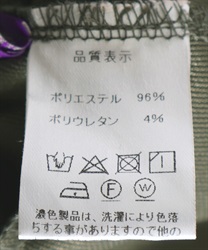 品質表示
ポリエステル 96%
ポリウレタン 4%
F W
濃色製品は、洗濯により色落
ちする事がありますので他の